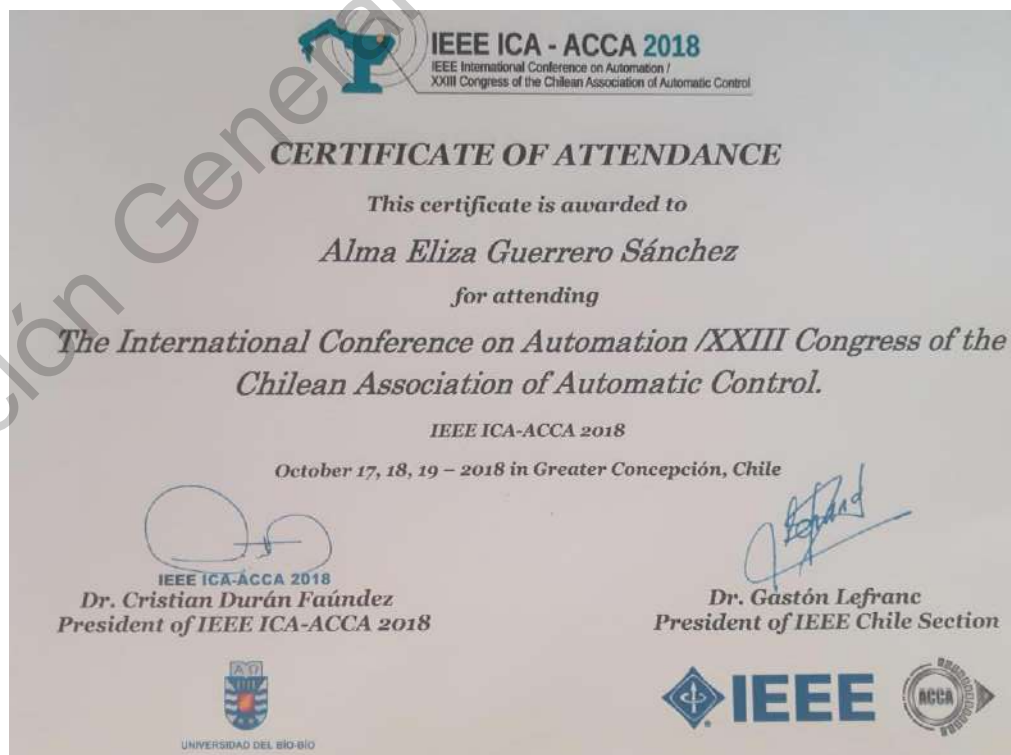 IEEE ICA - ACCA 2018
IEEE International Conference on Automation /
XXIII Congress of the Chilean Association of Automatic Control
CERTIFICATE OF ATTENDANCE
This certificate is awarded to
Alma Eliza Guerrero Sánchez
for attending
The International Conference on Automation /XXIII Congress of the
Chilean Association of Automatic Control.
IEEE ICA-ACCA 2018
October 17, 18, 19 – 2018 in Greater Concepción, Chile
IEEE ICA-ACCA 2018
Dr. Cristian Durán Faúndez
President of IEEE ICA-ACCA 2018
Dr. Gastón Lefranc
President of IEEE Chile Section
UNIVERSIDAD DEL BÍO-BÍO
IEEE
ACCA